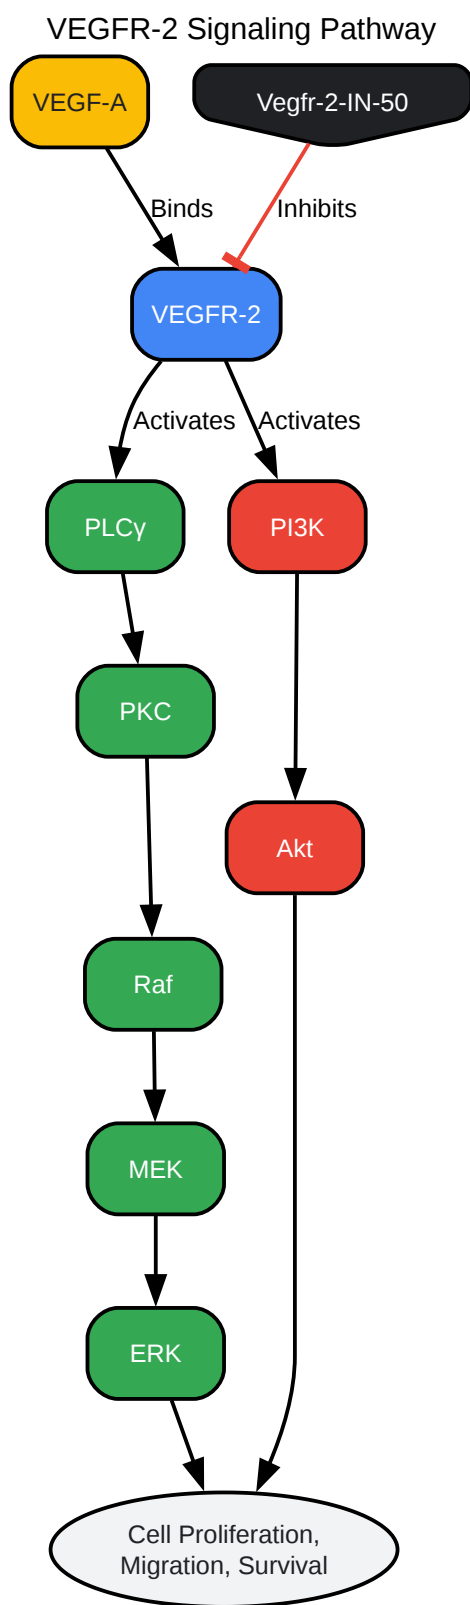 VEGFR-2 Signaling Pathway
VEGF-A
Vegfr-2-IN-50
Binds
Inhibits
VEGFR-2
Activates
Activates
PLCγ
PI3K
PKC
Akt
Raf
MEK
ERK
Cell Proliferation,
Migration, Survival